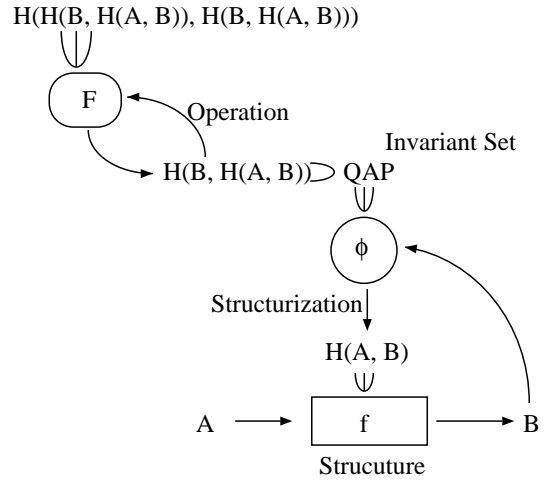 H(H(B, H(A, B)), H(B, H(A, B)))
F
Operation
Invariant Set
H(B, H(A, B))
QAP
ϕ
Structurization
H(A, B)
A
f
B
Strucuture